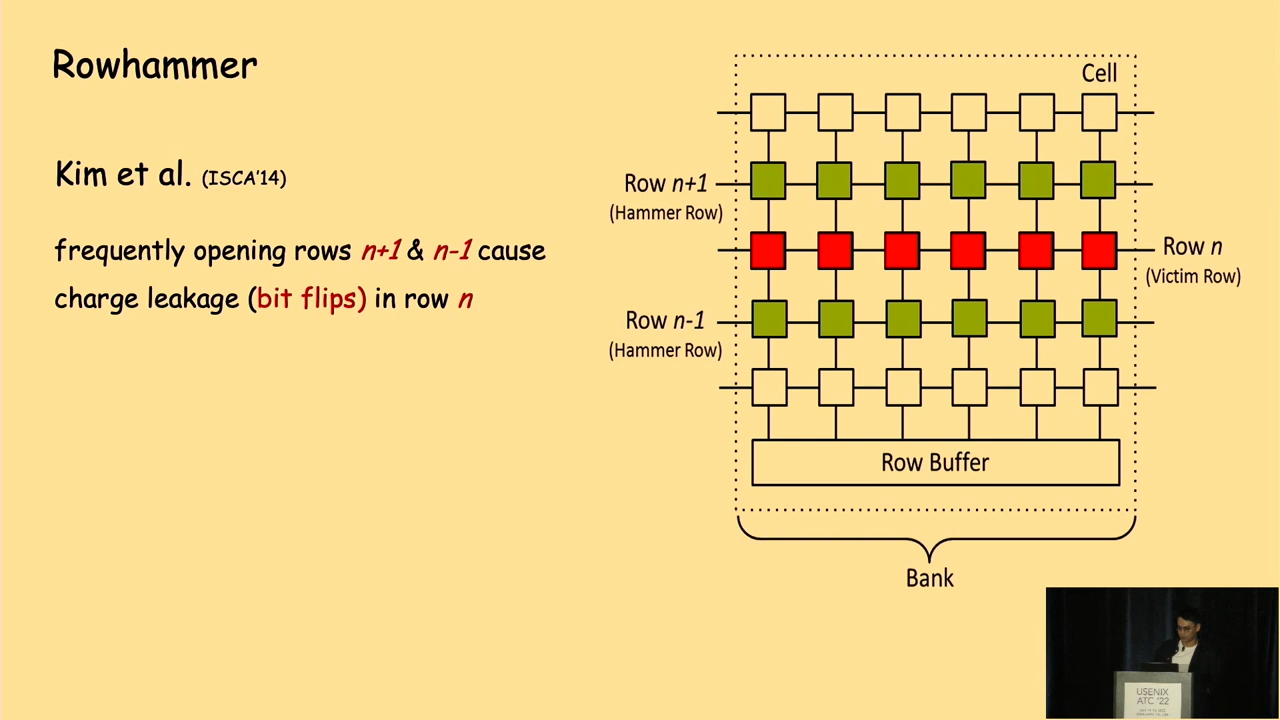 Rowhammer
Kim et al. (ISCA'14)
frequently opening rows n+1 & n-1 cause
charge leakage (bit flips) in row n
Cell
Row n+1
(Hammer Row)
Row n
(Victim Row)
Row n-1
(Hammer Row)
Row Buffer
Bank
USENIX
ATC '22